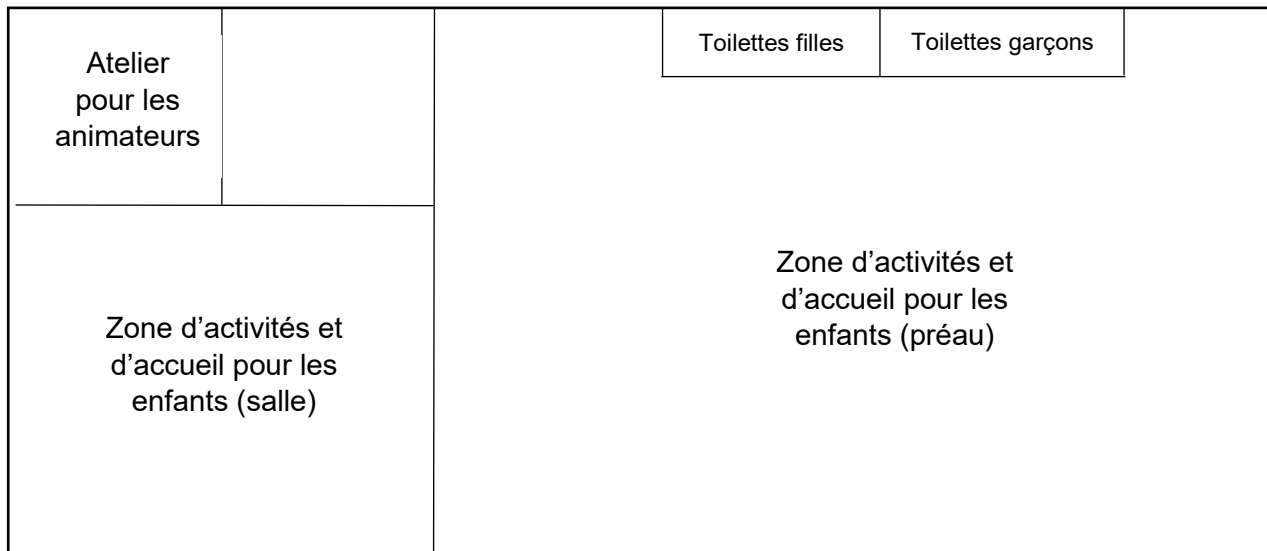 Atelier
pour les
animateurs
Toilettes filles
Toilettes garçons
Zone d’activités et
d’accueil pour les
enfants (salle)
Zone d’activités et
d’accueil pour les
enfants (préau)